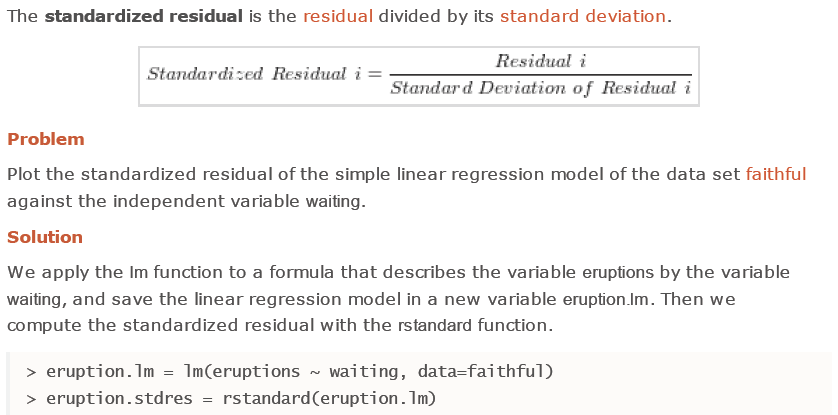 The standardized residual is the residual divided by its standard deviation.
Standardized Residual i = Residual i / Standard Deviation of Residual i
Problem
Plot the standardized residual of the simple linear regression model of the data set faithful
against the independent variable waiting.
Solution
We apply the lm function to a formula that describes the variable eruptions by the variable
waiting, and save the linear regression model in a new variable eruption.lm. Then we
compute the standardized residual with the rstandard function.
> eruption.lm = lm(eruptions ~ waiting, data=faithful)
> eruption.stdres = rstandard(eruption.lm)